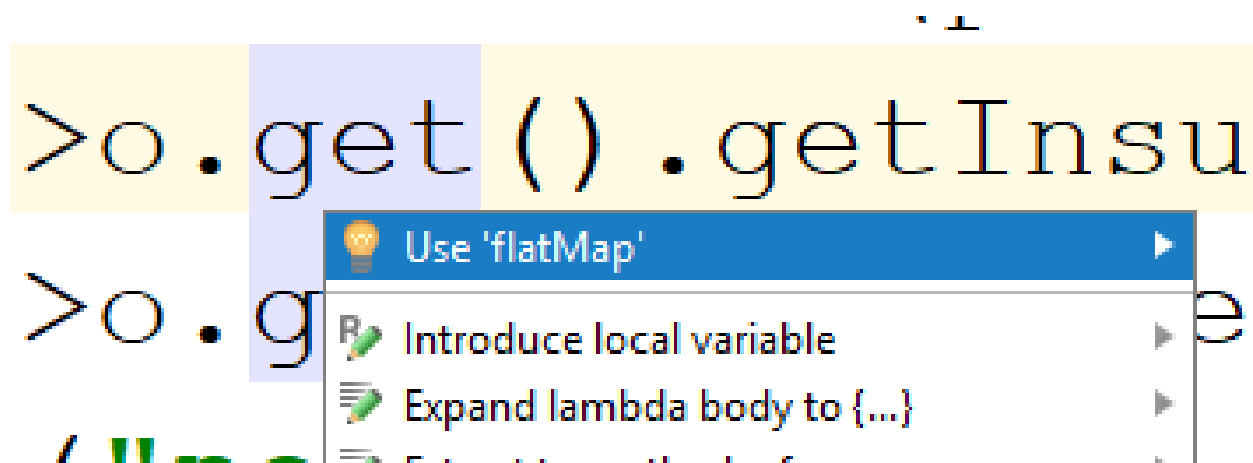 >o.get().getInsu
Use 'flatMap'
>o.g
Introduce local variable
Expand lambda body to {...}